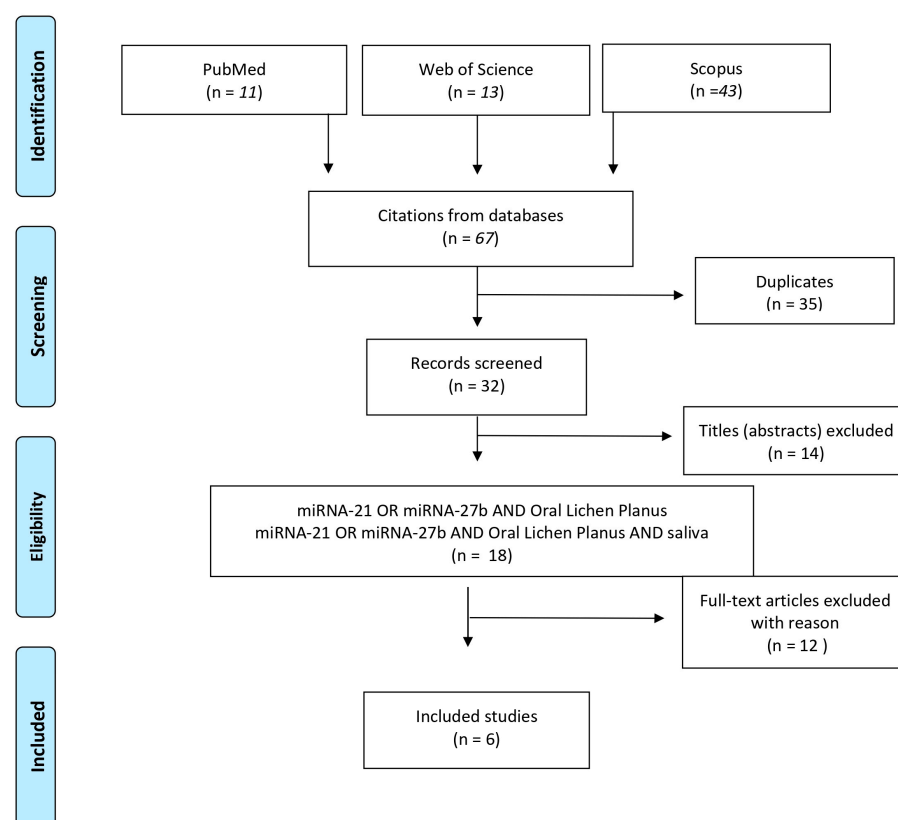 Identification
PubMed
(n = 11)
Web of Science
(n = 13)
Scopus
(n =43)
Citations from databases
(n = 67)
Screening
Duplicates
(n = 35)
Records screened
(n = 32)
Titles (abstracts) excluded
(n = 14)
Eligibility
miRNA-21 OR miRNA-27b AND Oral Lichen Planus
miRNA-21 OR miRNA-27b AND Oral Lichen Planus AND saliva
(n = 18)
Full-text articles excluded
with reason
(n = 12 )
Included
Included studies
(n = 6)